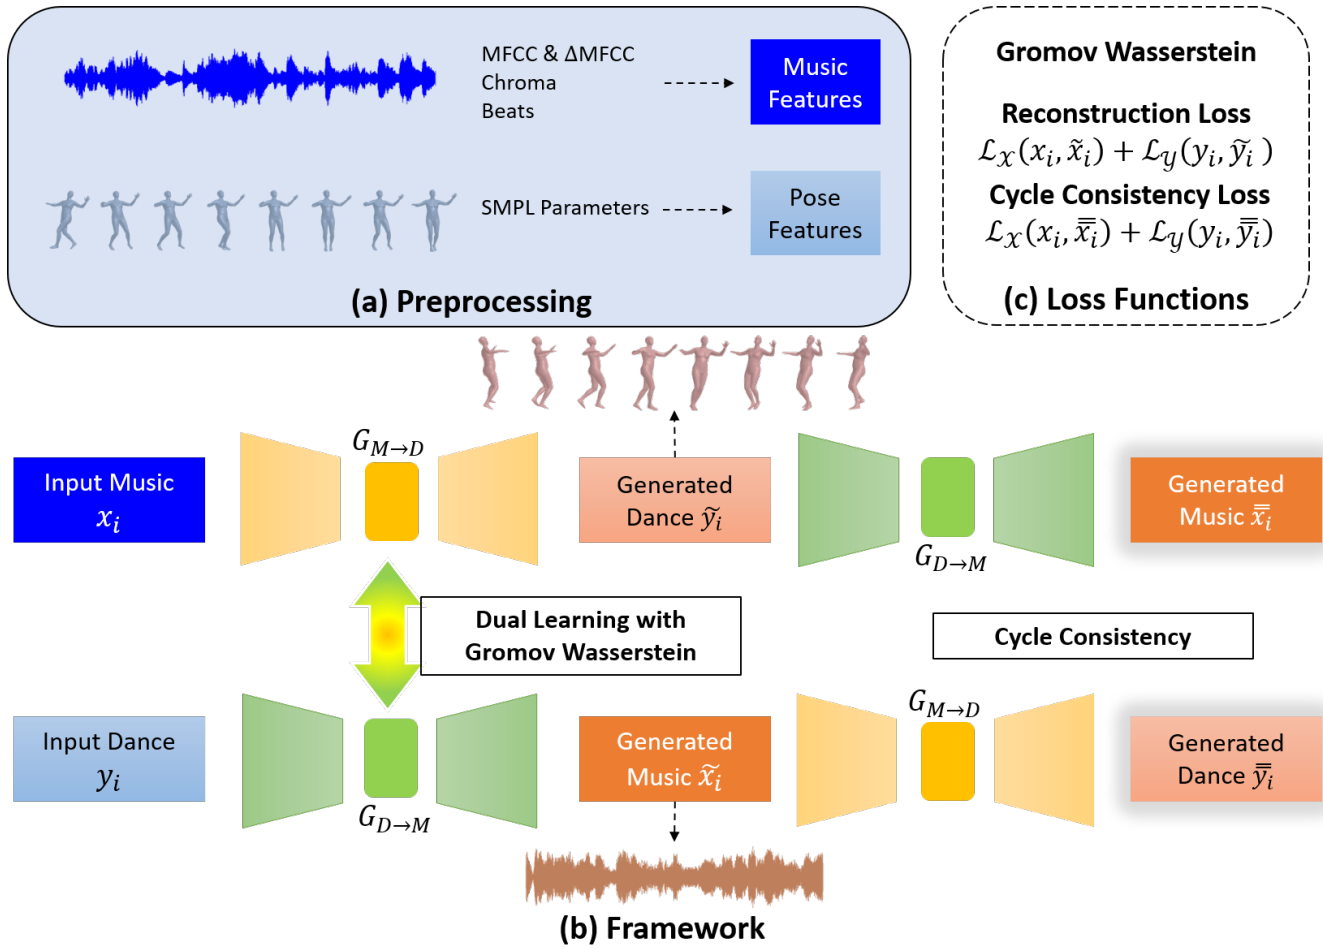 MFCC & ΔMFCC
Chroma
Beats
Music
Features
SMPL Parameters
Pose
Features
(a) Preprocessing
Gromov Wasserstein
Reconstruction Loss
ℒ𝒳(xᵢ, x̃ᵢ) + ℒ𝒴(yᵢ, ỹᵢ)
Cycle Consistency Loss
ℒ𝒳(xᵢ, x̿ᵢ) + ℒ𝒴(yᵢ, y̿ᵢ)
(c) Loss Functions
Input Music
xᵢ
G_{M→D}
Generated
Dance ỹᵢ
G_{D→M}
Generated
Music x̿ᵢ
Dual Learning with
Gromov Wasserstein
Cycle Consistency
Input Dance
yᵢ
G_{D→M}
Generated
Music x̃ᵢ
G_{M→D}
Generated
Dance y̿ᵢ
(b) Framework